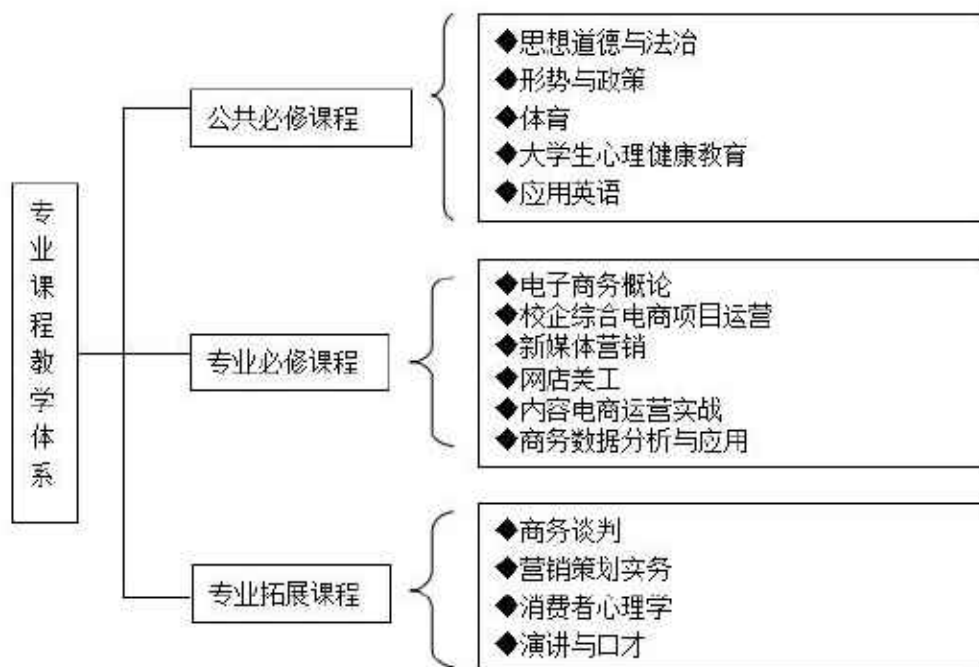 专业课程教学体系
公共必修课程
◆思想道德与法治
◆形势与政策
◆体育
◆大学生心理健康教育
◆应用英语
专业必修课程
◆电子商务概论
◆校企综合电商项目运营
◆新媒体营销
◆网店美工
◆内容电商运营实战
◆商务数据分析与应用
专业拓展课程
◆商务谈判
◆营销策划实务
◆消费者心理学
◆演讲与口才